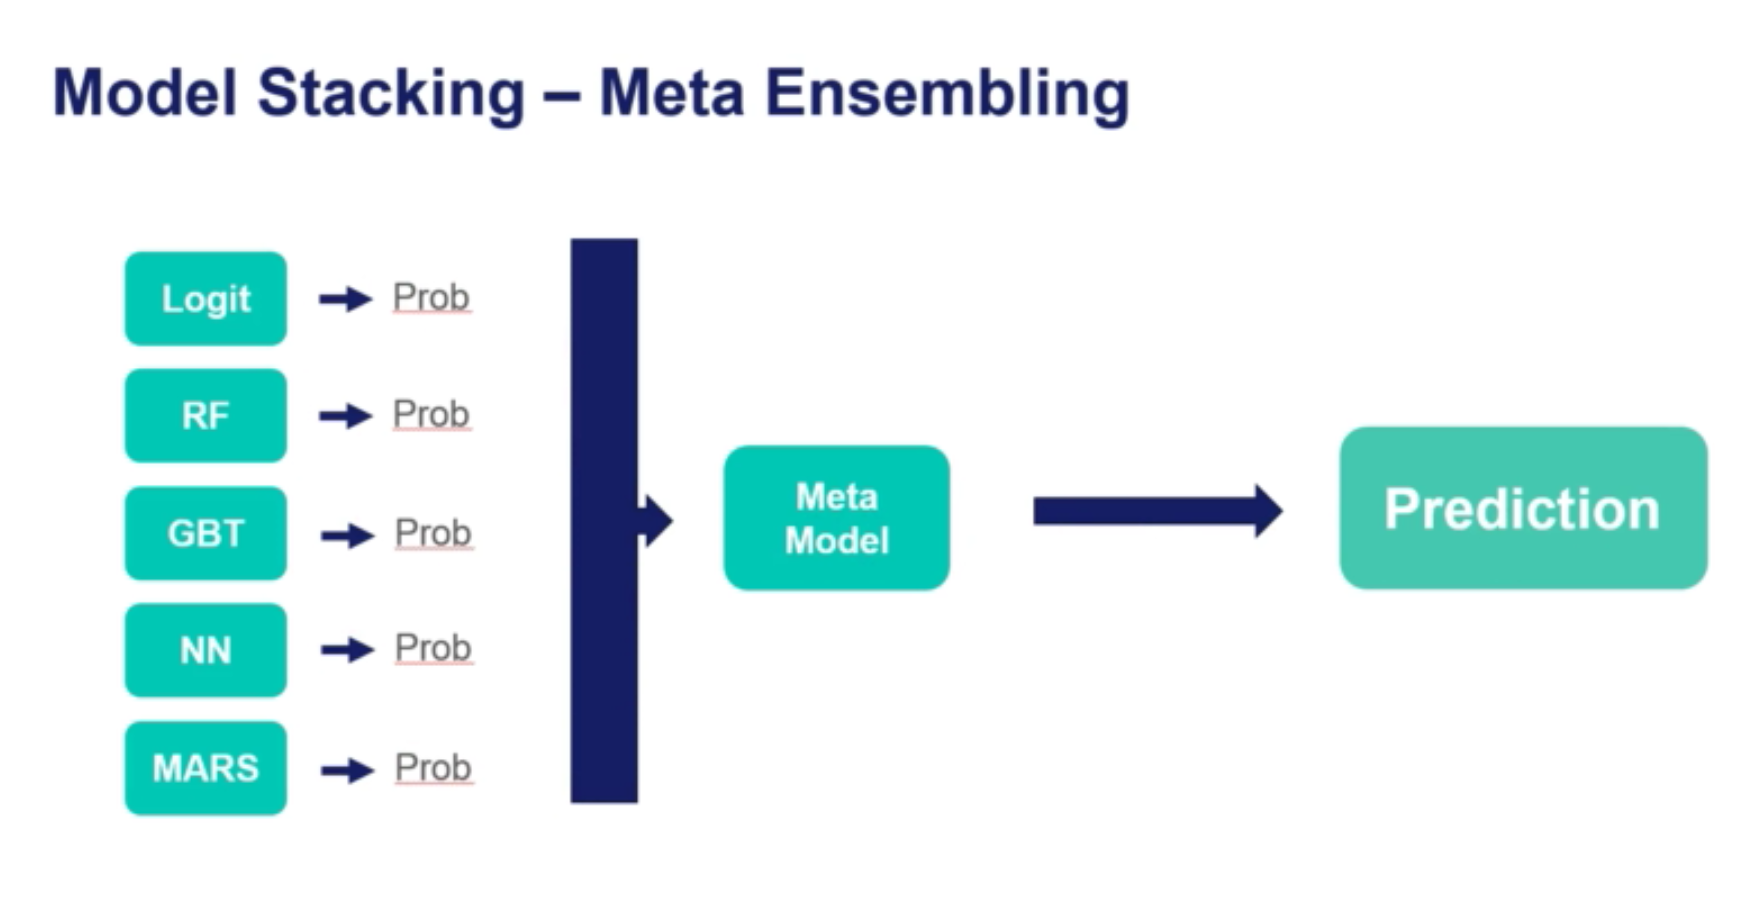 Model Stacking – Meta Ensembling
Logit
Prob
RF
Prob
GBT
Prob
NN
Prob
MARS
Prob
Meta
Model
Prediction